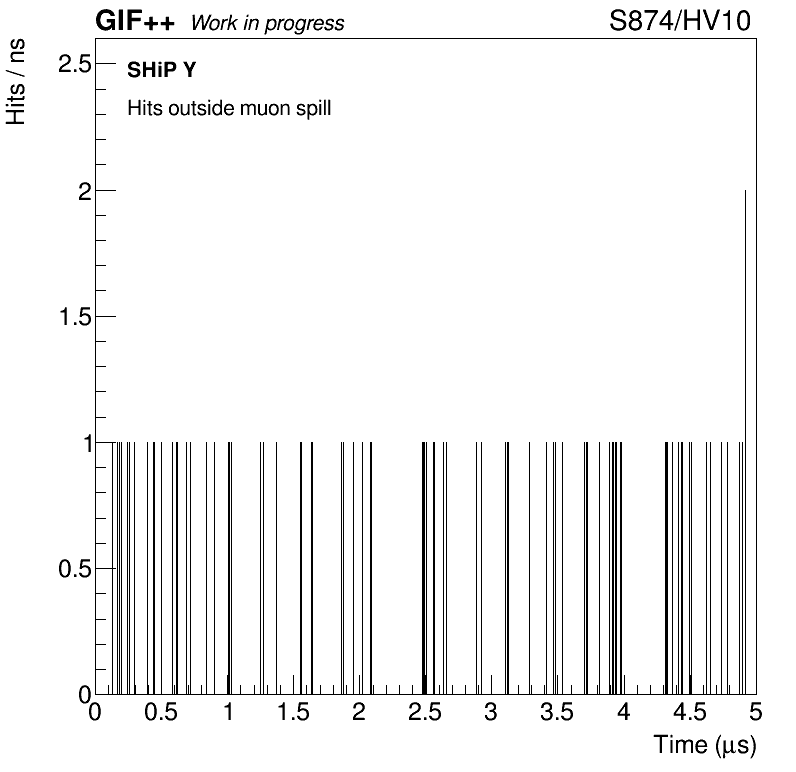 GIF++ Work in progress S874/HV10
Hits / ns
SHiP Y
Hits outside muon spill
2.5
2
1.5
1
0.5
0
0 0.5 1 1.5 2 2.5 3 3.5 4 4.5 5
Time (μs)